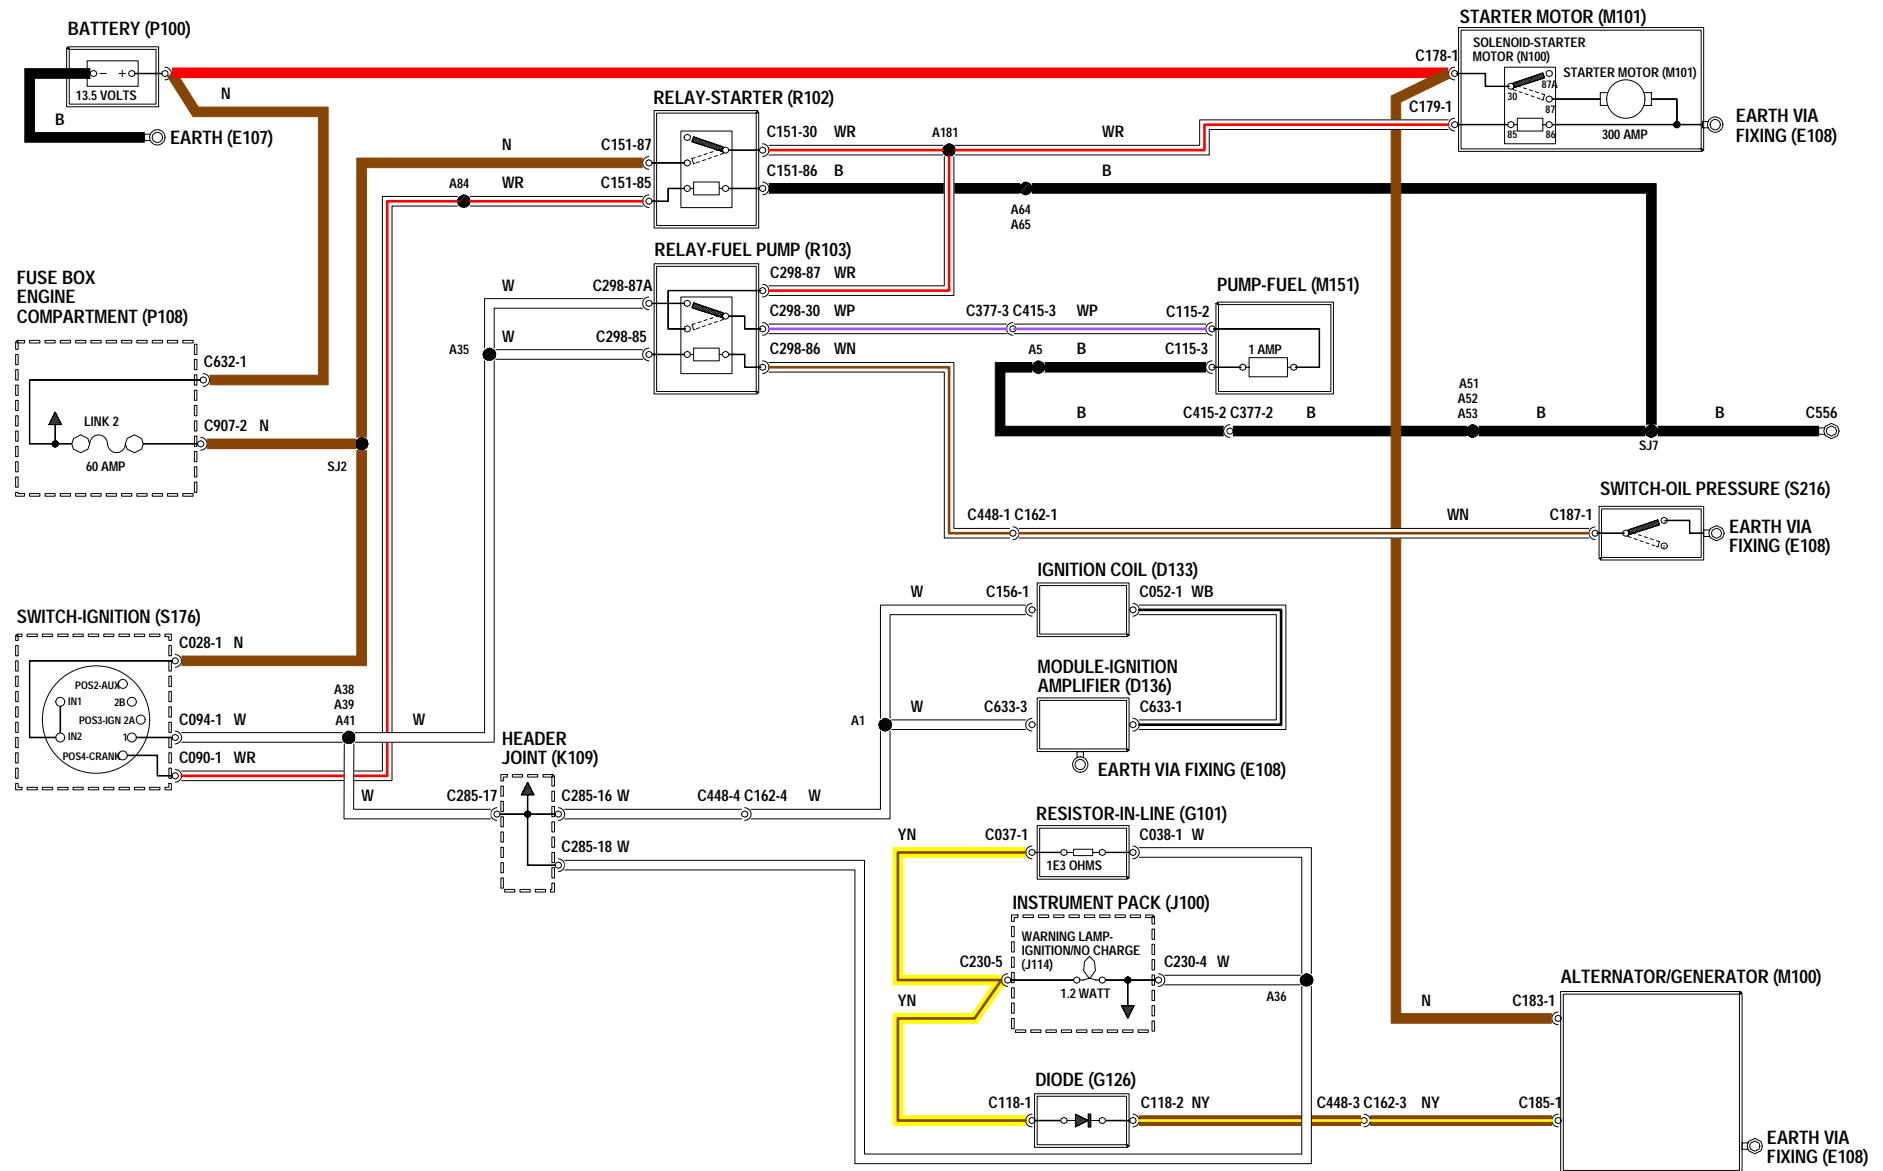 BATTERY (P100)
- +
13.5 VOLTS
B
N
EARTH (E107)
STARTER MOTOR (M101)
SOLENOID-STARTER
MOTOR (N100)
STARTER MOTOR (M101)
C178-1
C179-1
30
87A
87
85
86
300 AMP
EARTH VIA
FIXING (E108)
RELAY-STARTER (R102)
N
C151-87
A84
WR
C151-85
C151-30 WR
A181
WR
C151-86 B
B
A64
A65
RELAY-FUEL PUMP (R103)
W
C298-87A
W
C298-85
A35
C298-87 WR
C298-30 WP
C377-3 C415-3 WP
C115-2
C298-86 WN
A5
B
C115-3
PUMP-FUEL (M151)
1 AMP
B
C415-2 C377-2
B
A51
A52
A53
B
SJ7
B
C556
FUSE BOX
ENGINE
COMPARTMENT (P108)
C632-1
LINK 2
60 AMP
C907-2 N
SJ2
SWITCH-OIL PRESSURE (S216)
C448-1 C162-1
WN
C187-1
EARTH VIA
FIXING (E108)
SWITCH-IGNITION (S176)
C028-1 N
POS2-AUX
IN1
2B
POS3-IGN 2A
IN2
1
POS4-CRANK
C094-1 W
C090-1 WR
A38
A39
A41
W
W
HEADER
JOINT (K109)
C285-17
C285-16 W
C448-4 C162-4
W
C285-18 W
IGNITION COIL (D133)
W
C156-1
C052-1 WB
MODULE-IGNITION
AMPLIFIER (D136)
A1
W
C633-3
C633-1
EARTH VIA FIXING (E108)
RESISTOR-IN-LINE (G101)
YN
C037-1
C038-1 W
1E3 OHMS
INSTRUMENT PACK (J100)
WARNING LAMP-
IGNITION/NO CHARGE
(J114)
C230-5
C230-4 W
1.2 WATT
A36
YN
DIODE (G126)
C118-1
C118-2 NY
C448-3 C162-3
NY
C185-1
ALTERNATOR/GENERATOR (M100)
N
C183-1
EARTH VIA
FIXING (E108)